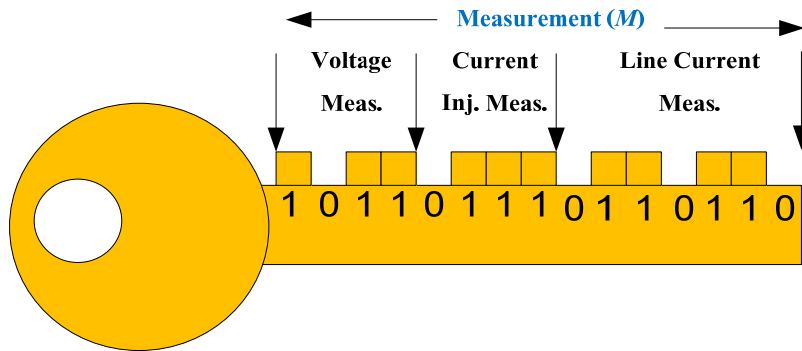 Measurement (M)
Voltage Current Line Current
Meas. Inj. Meas. Meas.
1 0 1 1 0 1 1 1 0 1 1 0 1 1 0